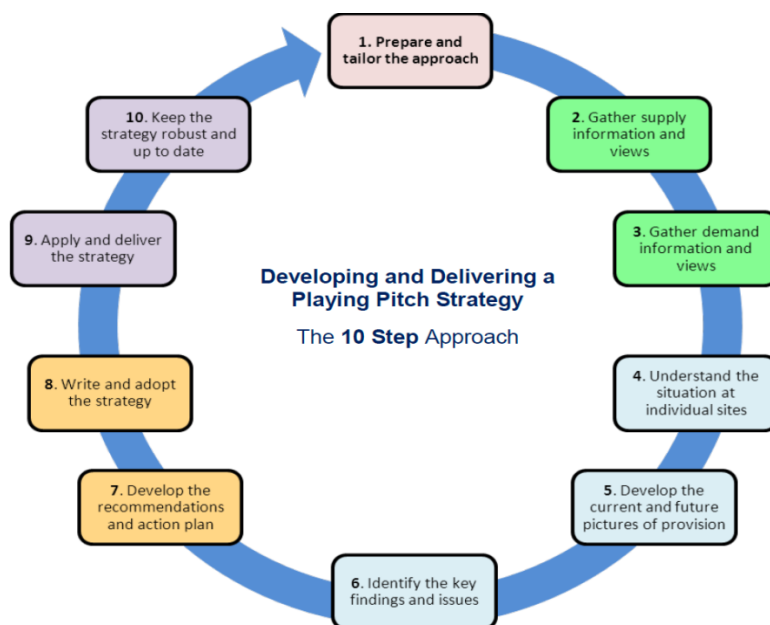 1. Prepare and
tailor the approach
2. Gather supply
information and
views
3. Gather demand
information and
views
4. Understand the
situation at
individual sites
5. Develop the
current and future
pictures of provision
6. Identify the key
findings and issues
7. Develop the
recommendations
and action plan
8. Write and adopt
the strategy
9. Apply and deliver
the strategy
10. Keep the
strategy robust and
up to date
Developing and Delivering a
Playing Pitch Strategy
The 10 Step Approach